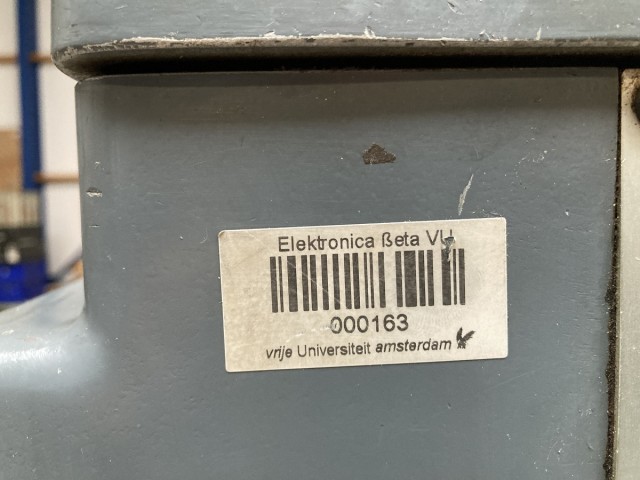 Elektronica ßeta VU
000163
vrije Universiteit amsterdam